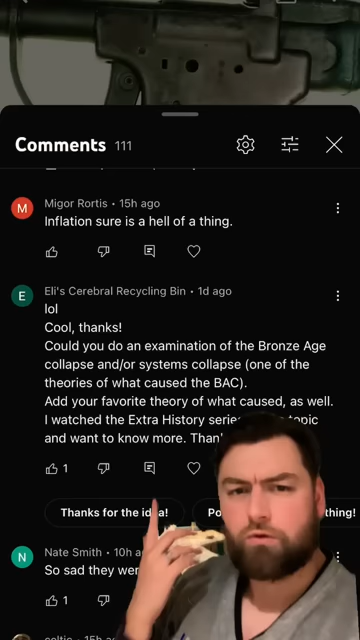 Comments 111
Migor Rortis • 15h ago
Inflation sure is a hell of a thing.
Eli's Cerebral Recycling Bin • 1d ago
lol
Cool, thanks!
Could you do an examination of the Bronze Age
collapse and/or systems collapse (one of the
theories of what caused the BAC).
Add your favorite theory of what caused, as well.
I watched the Extra History topic
and want to know more.
1
Thanks for the idea!
thing!
Nate Smith • 10h
So sad they
1